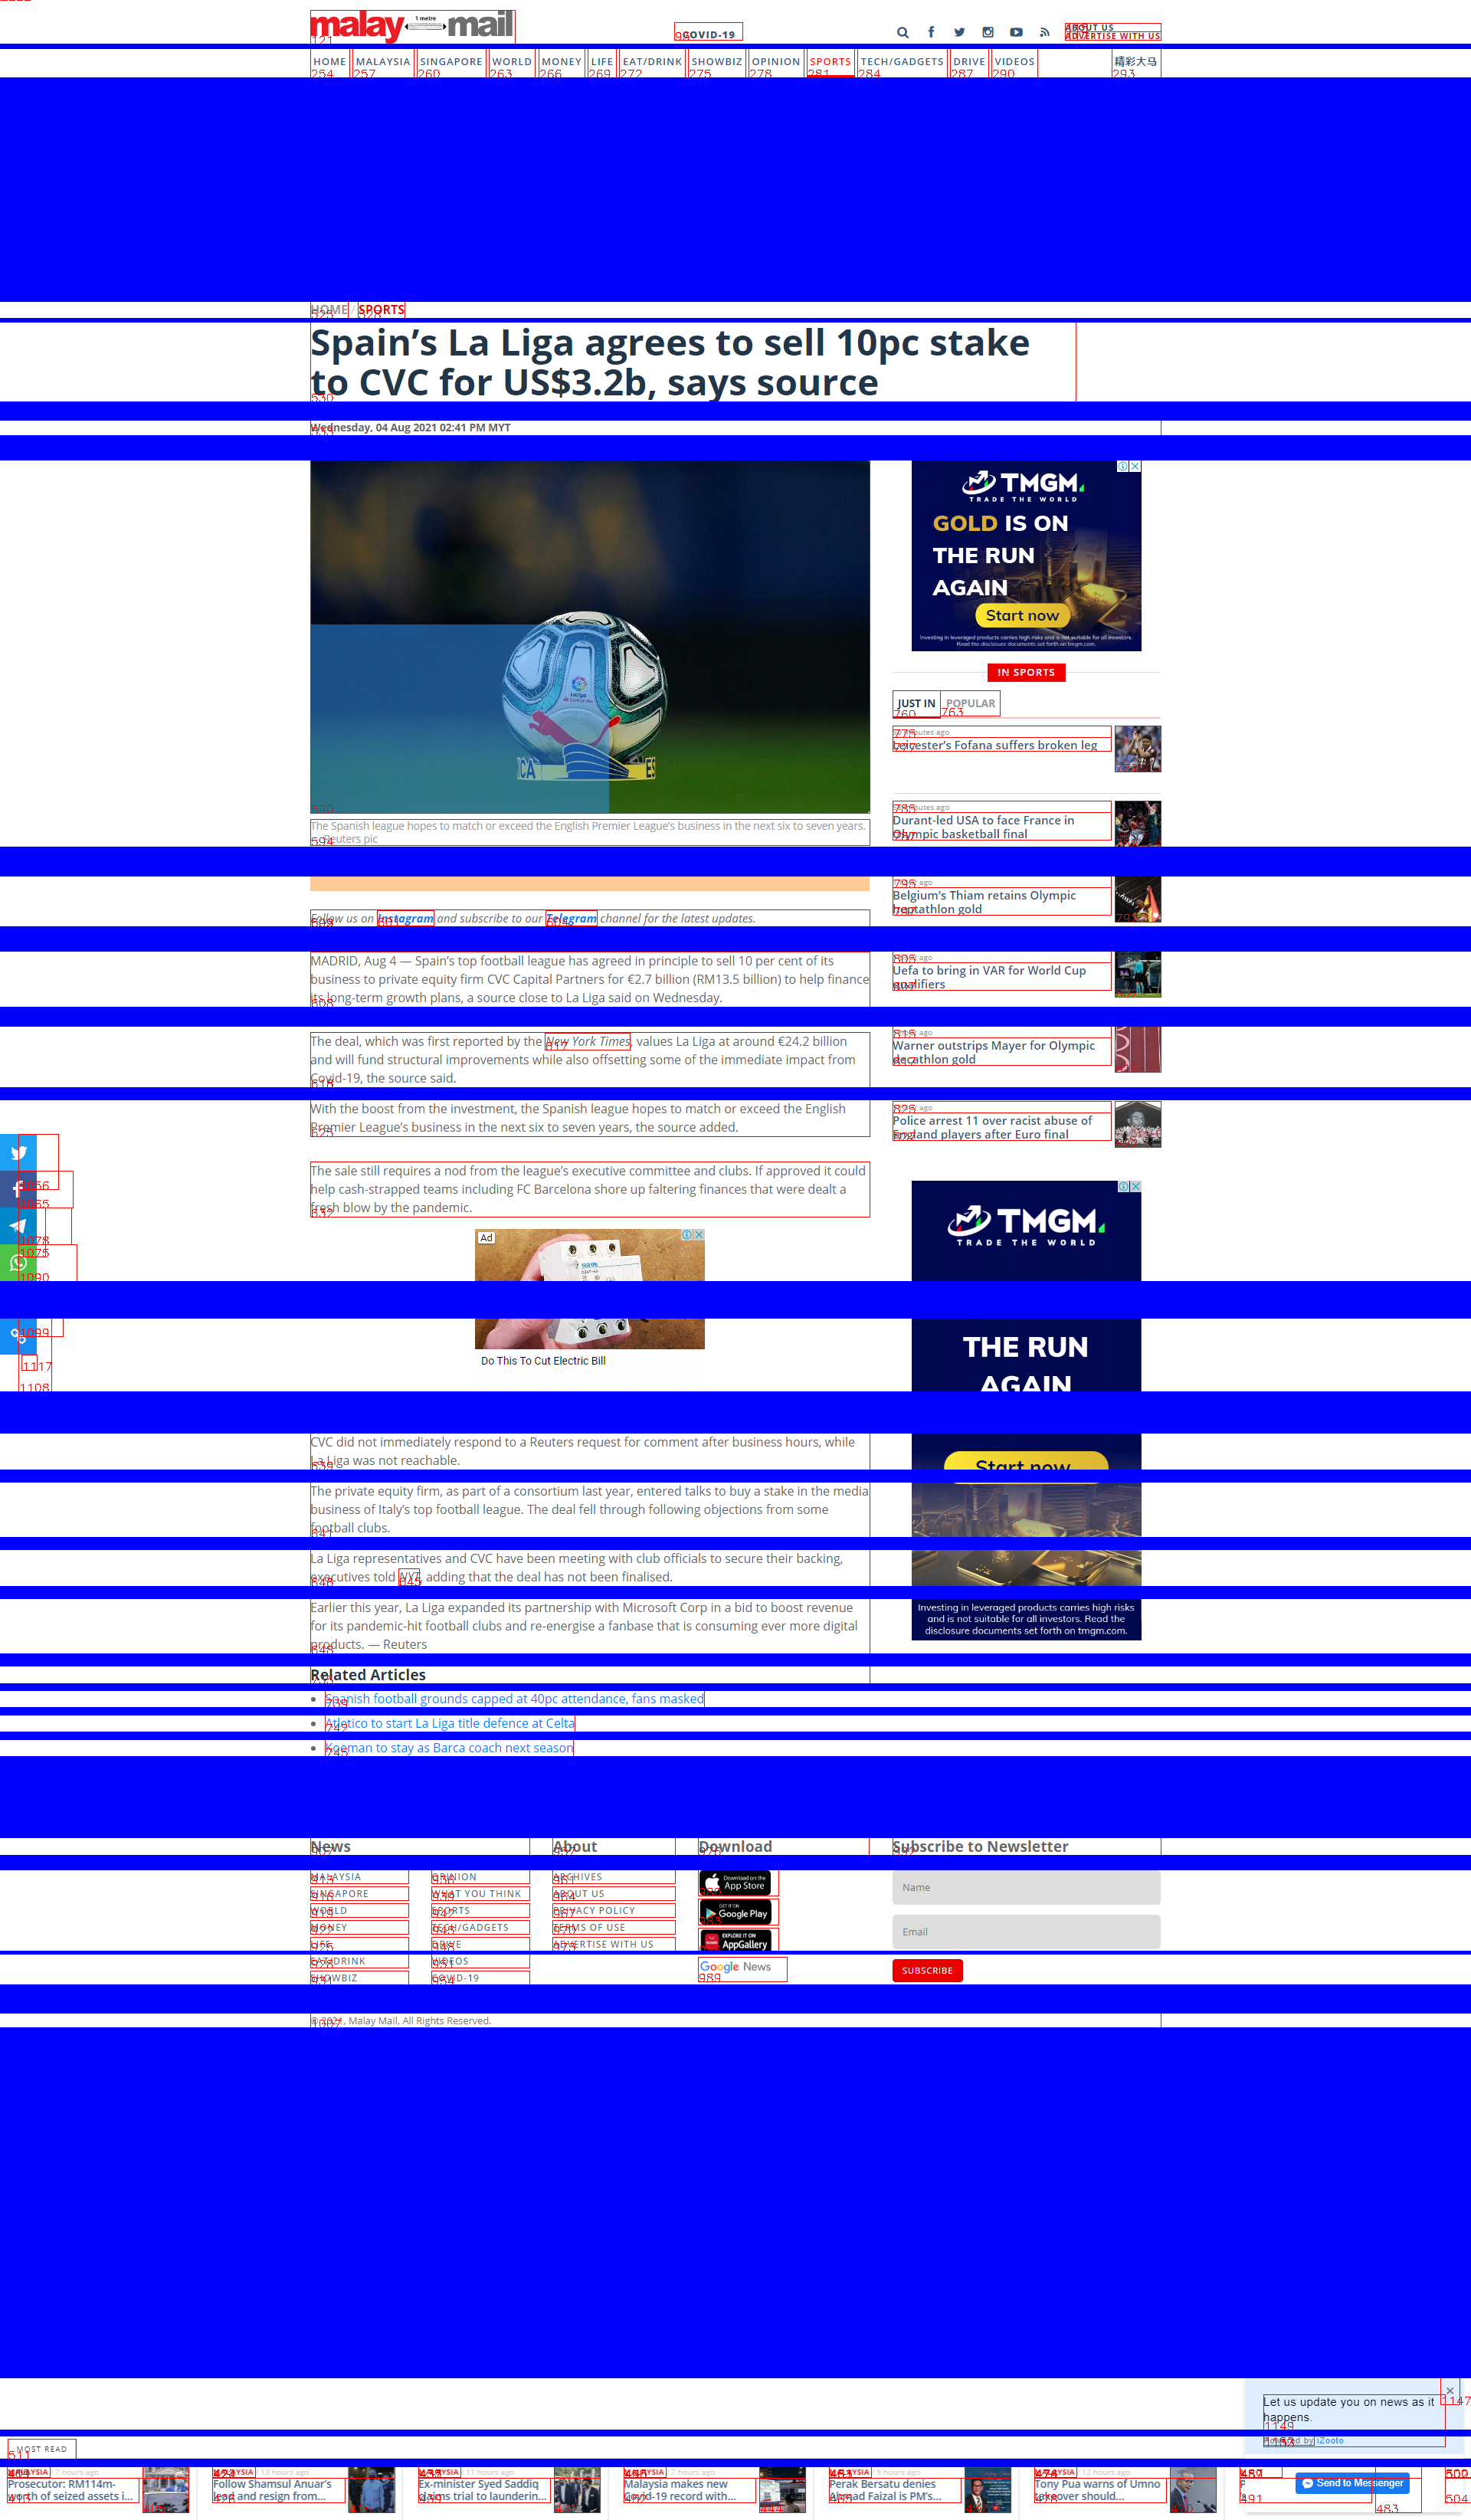 malay mail
1 metre
COVID-19
ABOUT US
ADVERTISE WITH US
HOME MALAYSIA SINGAPORE WORLD MONEY LIFE EAT/DRINK SHOWBIZ OPINION SPORTS TECH/GADGETS DRIVE VIDEOS 精彩大马
254 257 260 263 266 269 272 275 278 281 284 287 290 293
HOME / SPORTS
Spain's La Liga agrees to sell 10pc stake
to CVC for US$3.2b, says source
530
Wednesday, 04 Aug 2021 02:41 PM MYT
TMGM
TRADE THE WORLD
GOLD IS ON
THE RUN
AGAIN
Start now
Investing in leveraged products carries high risks and is not suitable for all investors.
Read the disclosure documents set forth on tmgm.com.
IN SPORTS
JUST IN POPULAR
760 763
minutes ago
Leicester's Fofana suffers broken leg
minutes ago
Durant-led USA to face France in
Olympic basketball final
The Spanish league hopes to match or exceed the English Premier League's business in the next six to seven years.
Reuters pic
ago
Belgium's Thiam retains Olympic
heptathlon gold
Follow us on Instagram and subscribe to our Telegram channel for the latest updates.
ago
Uefa to bring in VAR for World Cup
qualifiers
MADRID, Aug 4 — Spain's top football league has agreed in principle to sell 10 per cent of its
business to private equity firm CVC Capital Partners for €2.7 billion (RM13.5 billion) to help finance
its long-term growth plans, a source close to La Liga said on Wednesday.
ago
Warner outstrips Mayer for Olympic
decathlon gold
The deal, which was first reported by the New York Times, values La Liga at around €24.2 billion
and will fund structural improvements while also offsetting some of the immediate impact from
Covid-19, the source said.
With the boost from the investment, the Spanish league hopes to match or exceed the English
Premier League's business in the next six to seven years, the source added.
ago
Police arrest 11 over racist abuse of
England players after Euro final
The sale still requires a nod from the league's executive committee and clubs. If approved it could
help cash-strapped teams including FC Barcelona shore up faltering finances that were dealt a
fresh blow by the pandemic.
TMGM
TRADE THE WORLD
Ad
Do This To Cut Electric Bill
THE RUN
AGAIN
1117
1108
CVC did not immediately respond to a Reuters request for comment after business hours, while
La Liga was not reachable.
Start now
The private equity firm, as part of a consortium last year, entered talks to buy a stake in the media
business of Italy's top football league. The deal fell through following objections from some
football clubs.
La Liga representatives and CVC have been meeting with club officials to secure their backing,
executives told NYT, adding that the deal has not been finalised.
Earlier this year, La Liga expanded its partnership with Microsoft Corp in a bid to boost revenue
for its pandemic-hit football clubs and re-energise a fanbase that is consuming ever more digital
products. — Reuters
Investing in leveraged products carries high risks
and is not suitable for all investors. Read the
disclosure documents set forth on tmgm.com.
Related Articles
Spanish football grounds capped at 40pc attendance, fans masked
Atletico to start La Liga title defence at Celta
Koeman to stay as Barca coach next season
News About Download Subscribe to Newsletter
MALAYSIA OPINION ARCHIVES
SINGAPORE WHAT YOU THINK ABOUT US
WORLD SPORTS PRIVACY POLICY
MONEY TECH/GADGETS TERMS OF USE
LIFE DRIVE ADVERTISE WITH US
EAT/DRINK VIDEOS
SHOWBIZ COVID-19
Download on the
App Store
GET IT ON
Google Play
EXPLORE IT ON
AppGallery
Google News
989
Name
Email
SUBSCRIBE
© 2021, Malay Mail, All Rights Reserved.
1147
Let us update you on news as it
happens.
1149
Powered by iZooto
MOST READ
MALAYSIA 7 hours ago
Prosecutor: RM114m-
worth of seized assets i...
MALAYSIA 13 hours ago
Follow Shamsul Anuar's
lead and resign from...
MALAYSIA 11 hours ago
Ex-minister Syed Saddiq
claims trial to launderin...
MALAYSIA 7 hours ago
Malaysia makes new
Covid-19 record with...
MALAYSIA 9 hours ago
Perak Bersatu denies
Ahmad Faizal is PM's...
MALAYSIA 12 hours ago
Tony Pua warns of Umno
takeover should...
Send to Messenger
483
504